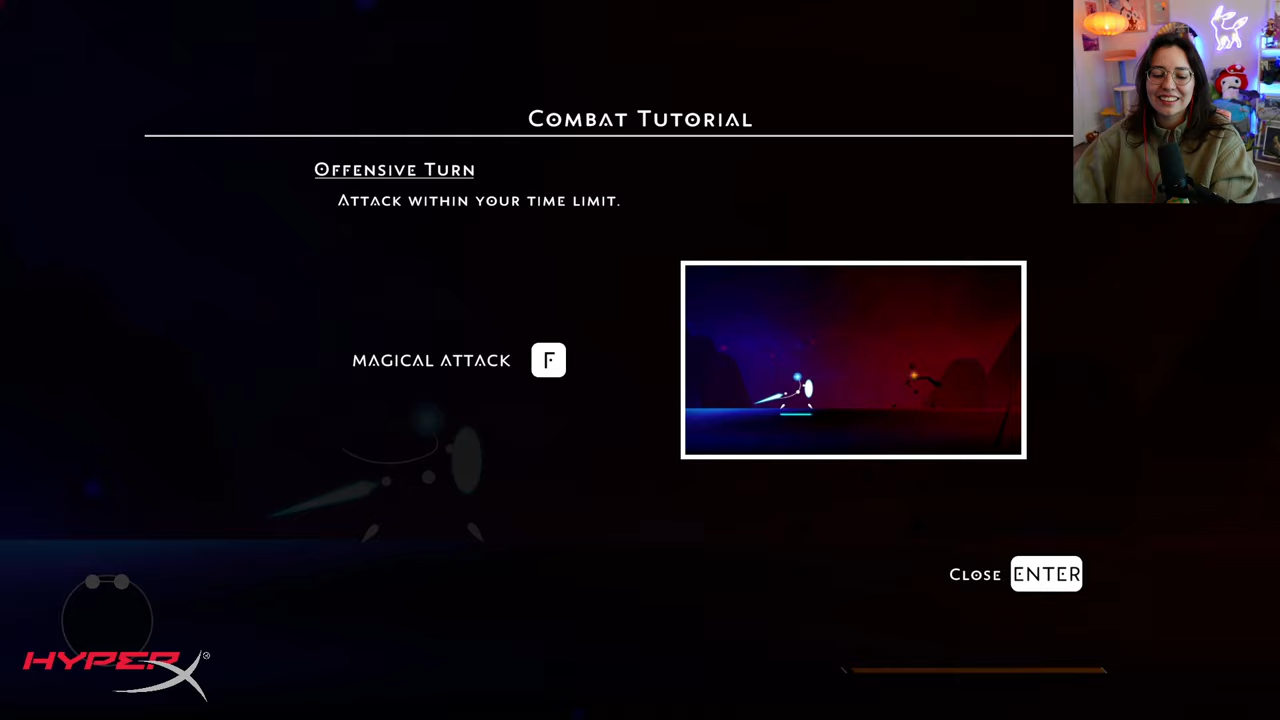 COMBAT TUTORIAL
OFFENSIVE TURN
ATTACK WITHIN YOUR TIME LIMIT.
MAGICAL ATTACK F
CLOSE ENTER
HYPERX®